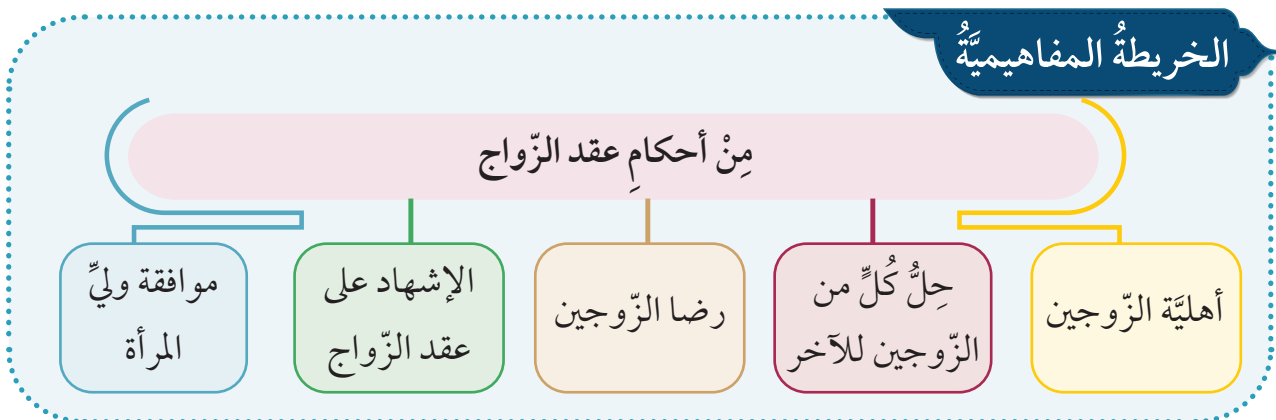 الخريطةُ المفاهيميَّةُ
مِنْ أحكامِ عقد الزّواج
أهليَّة الزّوجين
حِلُّ كُلٍّ من
الزّوجين للآخر
رضا الزّوجين
الإشهاد على
عقد الزّواج
موافقة وليِّ
المرأة